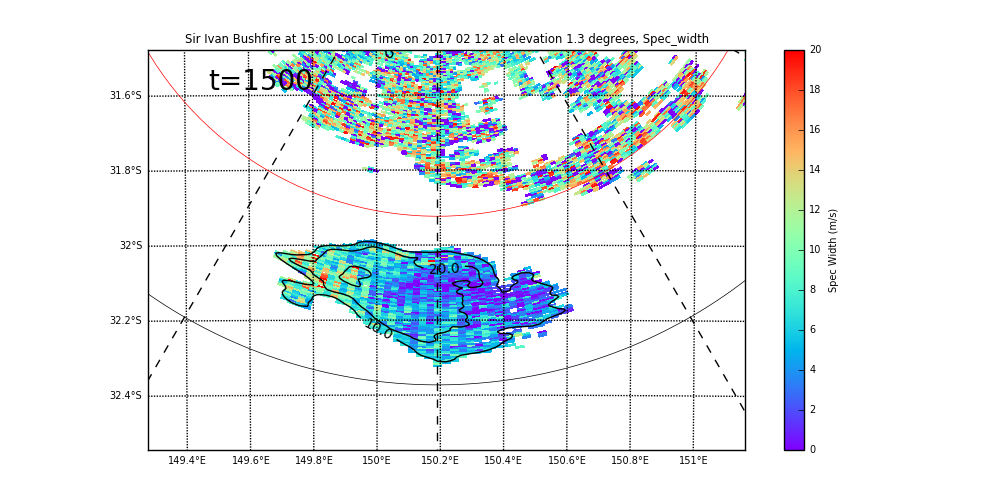 Sir Ivan Bushfire at 15:00 Local Time on 2017 02 12 at elevation 1.3 degrees, Spec_width
t=1500
31.6°S
31.8°S
32°S
32.2°S
32.4°S
20.0
10.0
149.4°E 149.6°E 149.8°E 150°E 150.2°E 150.4°E 150.6°E 150.8°E 151°E
20
18
16
14
12
10
8
6
4
2
0
Spec Width (m/s)